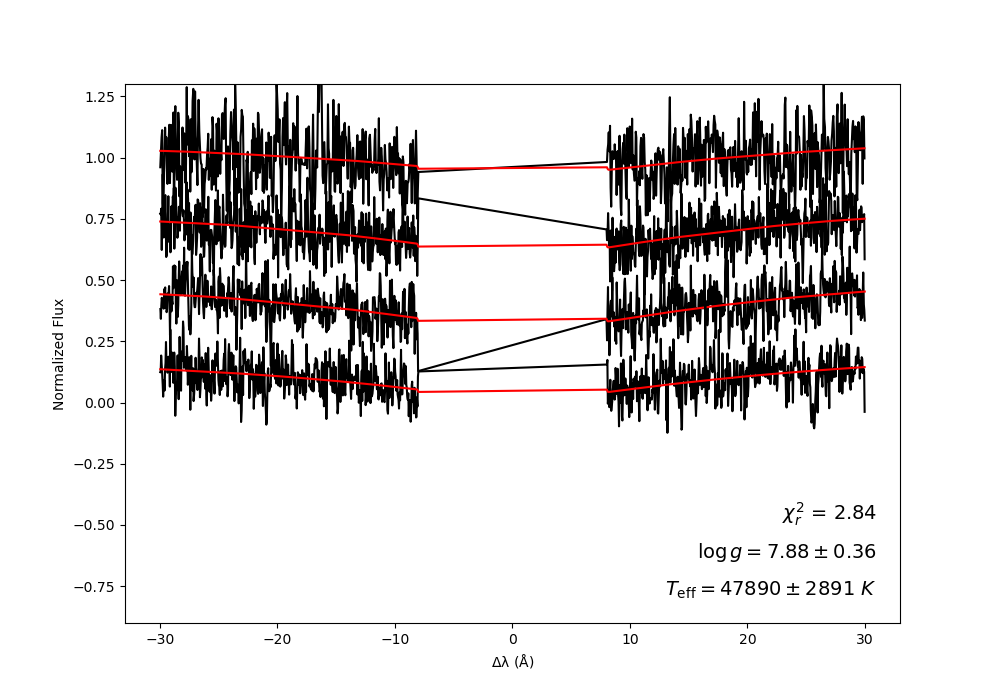 1.25
1.00
0.75
0.50
0.25
0.00
−0.25
−0.50
−0.75
Normalized Flux
χ²ᵣ = 2.84
log g = 7.88 ± 0.36
T_eff = 47890 ± 2891 K
−30 −20 −10 0 10 20 30
Δλ (Å)